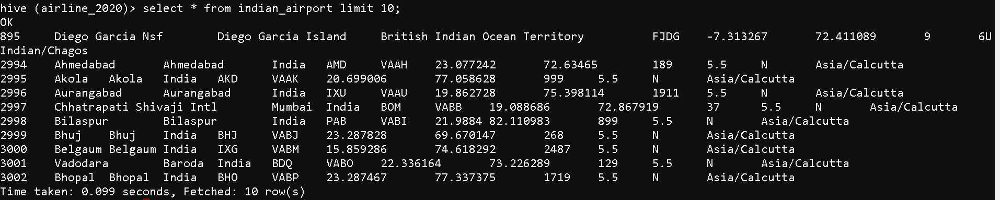 hive (airline_2020)> select * from indian_airport limit 10;
OK
895 Diego Garcia Nsf Diego Garcia Island British Indian Ocean Territory FJDG -7.313267 72.411089 9 6U
Indian/Chagos
2994 Ahmedabad Ahmedabad India AMD VAAH 23.077242 72.63465 189 5.5 N Asia/Calcutta
2995 Akola Akola India AKD VAAK 20.699006 77.058628 999 5.5 N Asia/Calcutta
2996 Aurangabad Aurangabad India IXU VAAU 19.862728 75.398114 1911 5.5 N Asia/Calcutta
2997 Chhatrapati Shivaji Intl Mumbai India BOM VABB 19.088686 72.867919 37 5.5 N Asia/Calcutta
2998 Bilaspur Bilaspur India PAB VABI 21.9884 82.110983 899 5.5 N Asia/Calcutta
2999 Bhuj Bhuj India BHJ VABJ 23.287828 69.670147 268 5.5 N Asia/Calcutta
3000 Belgaum Belgaum India IXG VABM 15.859286 74.618292 2487 5.5 N Asia/Calcutta
3001 Vadodara Baroda India BDQ VABO 22.336164 73.226289 129 5.5 N Asia/Calcutta
3002 Bhopal Bhopal India BHO VABP 23.287467 77.337375 1719 5.5 N Asia/Calcutta
Time taken: 0.099 seconds, Fetched: 10 row(s)